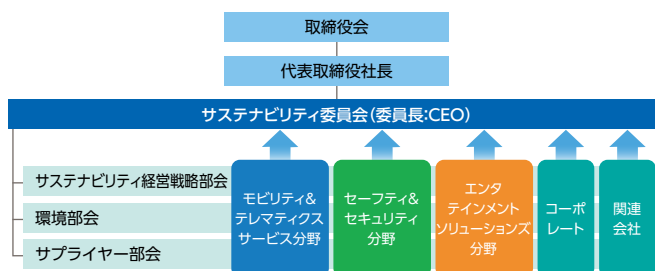 取締役会
代表取締役社長
サステナビリティ委員会(委員長:CEO)
サステナビリティ経営戦略部会
環境部会
サプライヤー部会
モビリティ&
テレマティクス
サービス分野
セーフティ&
セキュリティ
分野
エンタ
テインメント
ソリューションズ
分野
コーポ
レート
関連
会社